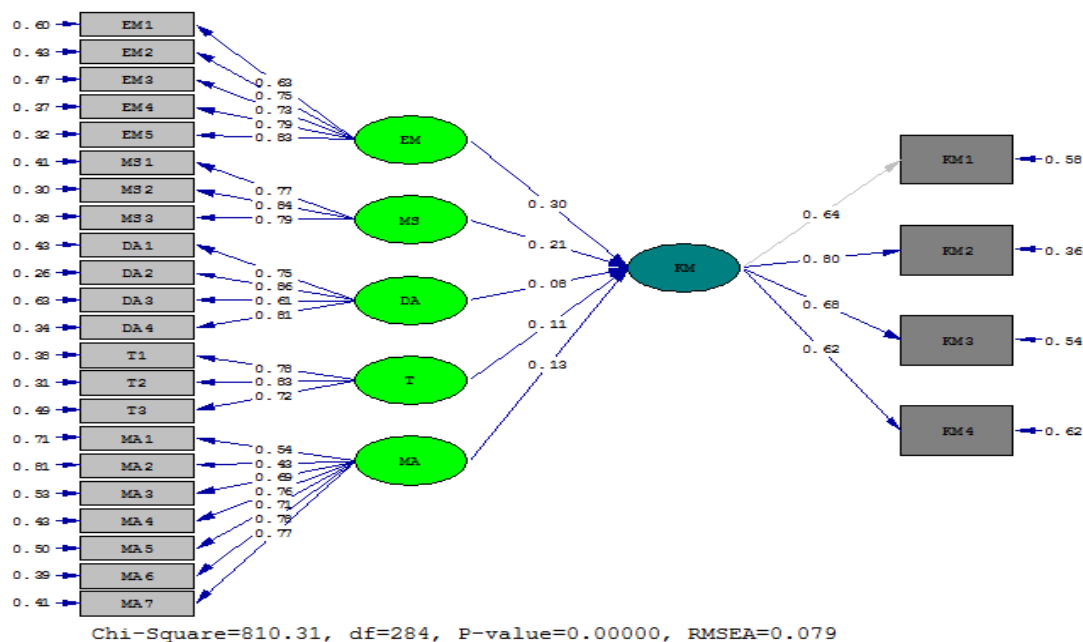 0.60 EM1
0.43 EM2
0.47 EM3
0.37 EM4
0.32 EM5
0.41 MS1
0.30 MS2
0.38 MS3
0.43 DA1
0.26 DA2
0.63 DA3
0.34 DA4
0.38 T1
0.31 T2
0.49 T3
0.71 MA1
0.81 MA2
0.53 MA3
0.43 MA4
0.50 MA5
0.39 MA6
0.41 MA7
0.63
0.75
0.73
0.79
0.83
0.77
0.84
0.79
0.75
0.86
0.61
0.81
0.78
0.83
0.72
0.54
0.43
0.69
0.76
0.71
0.78
0.77
EM
MS
DA
T
MA
0.30
0.21
0.08
0.11
0.13
KM
0.64
0.80
0.68
0.62
KM1 0.58
KM2 0.36
KM3 0.54
KM4 0.62
Chi-Square=810.31, df=284, P-value=0.00000, RMSEA=0.079